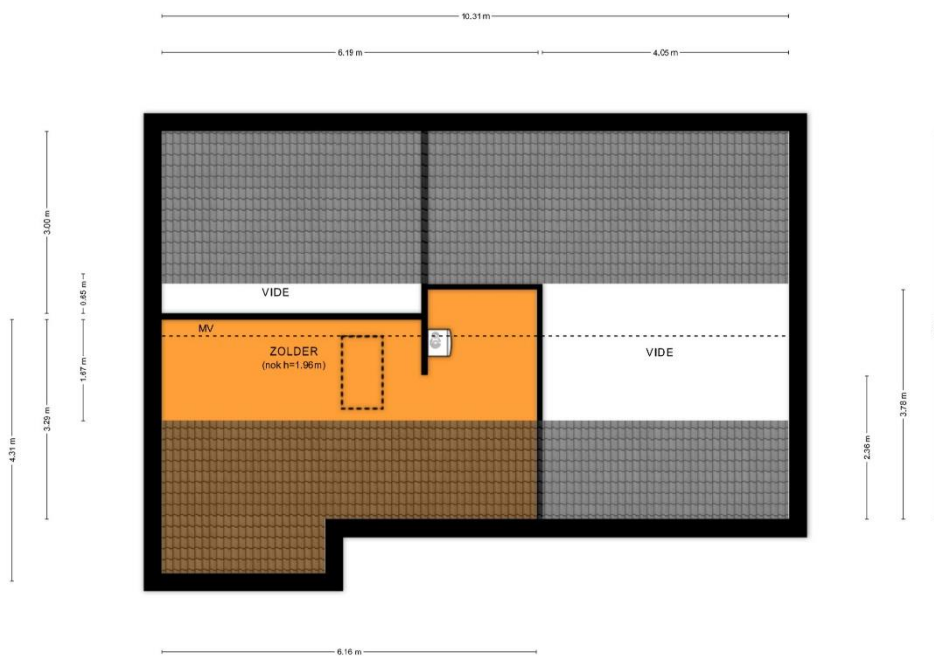 10.31 m
6.19 m
4.05 m
3.00 m
0.65 m
VIDE
MV
ZOLDER
(nok h=1.96m)
VIDE
1.67 m
3.29 m
4.31 m
2.36 m
3.78 m
6.16 m